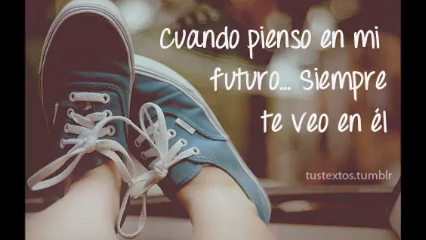 Cuando pienso en mi
futuro... Siempre
te veo en él
tustextos.tumblr